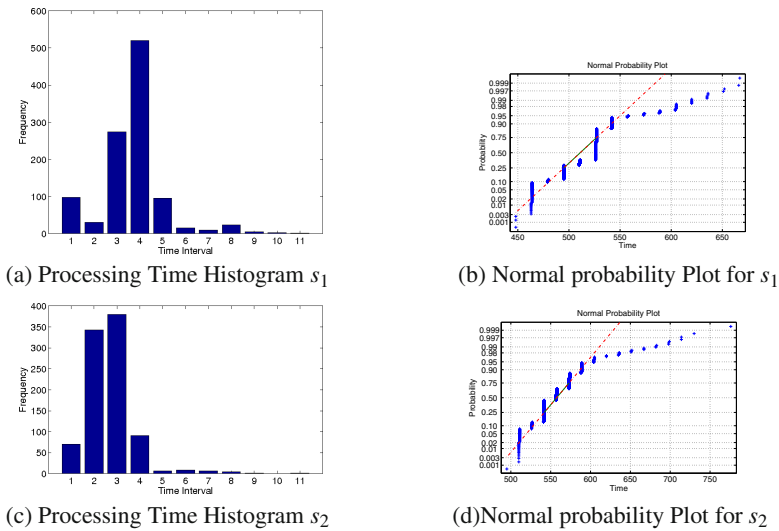 600
500
400
300
200
100
0
Frequency
1 2 3 4 5 6 7 8 9 10 11
Time Interval
(a) Processing Time Histogram s1
Normal Probability Plot
0.999
0.997
0.99
0.98
0.95
0.90
0.75
0.50
0.25
0.10
0.05
0.02
0.01
0.003
0.001
Probability
450 500 550 600 650
Time
(b) Normal probability Plot for s1
400
350
300
250
200
150
100
50
0
Frequency
1 2 3 4 5 6 7 8 9 10 11
Time Interval
(c) Processing Time Histogram s2
Normal Probability Plot
0.999
0.997
0.99
0.98
0.95
0.90
0.75
0.50
0.25
0.10
0.05
0.02
0.01
0.003
0.001
Probability
500 550 600 650 700 750
Time
(d)Normal probability Plot for s2